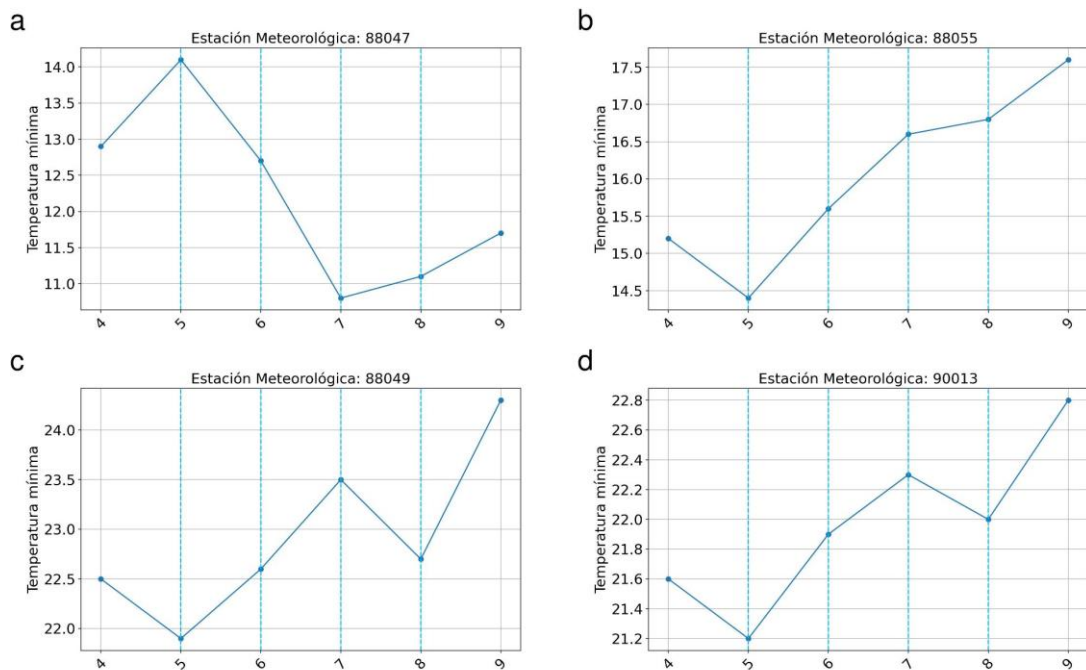 a
Estación Meteorológica: 88047
Temperatura mínima
14.0
13.5
13.0
12.5
12.0
11.5
11.0
4 5 6 7 8 9
b
Estación Meteorológica: 88055
Temperatura mínima
17.5
17.0
16.5
16.0
15.5
15.0
14.5
4 5 6 7 8 9
c
Estación Meteorológica: 88049
Temperatura mínima
24.0
23.5
23.0
22.5
22.0
4 5 6 7 8 9
d
Estación Meteorológica: 90013
Temperatura mínima
22.8
22.6
22.4
22.2
22.0
21.8
21.6
21.4
21.2
4 5 6 7 8 9